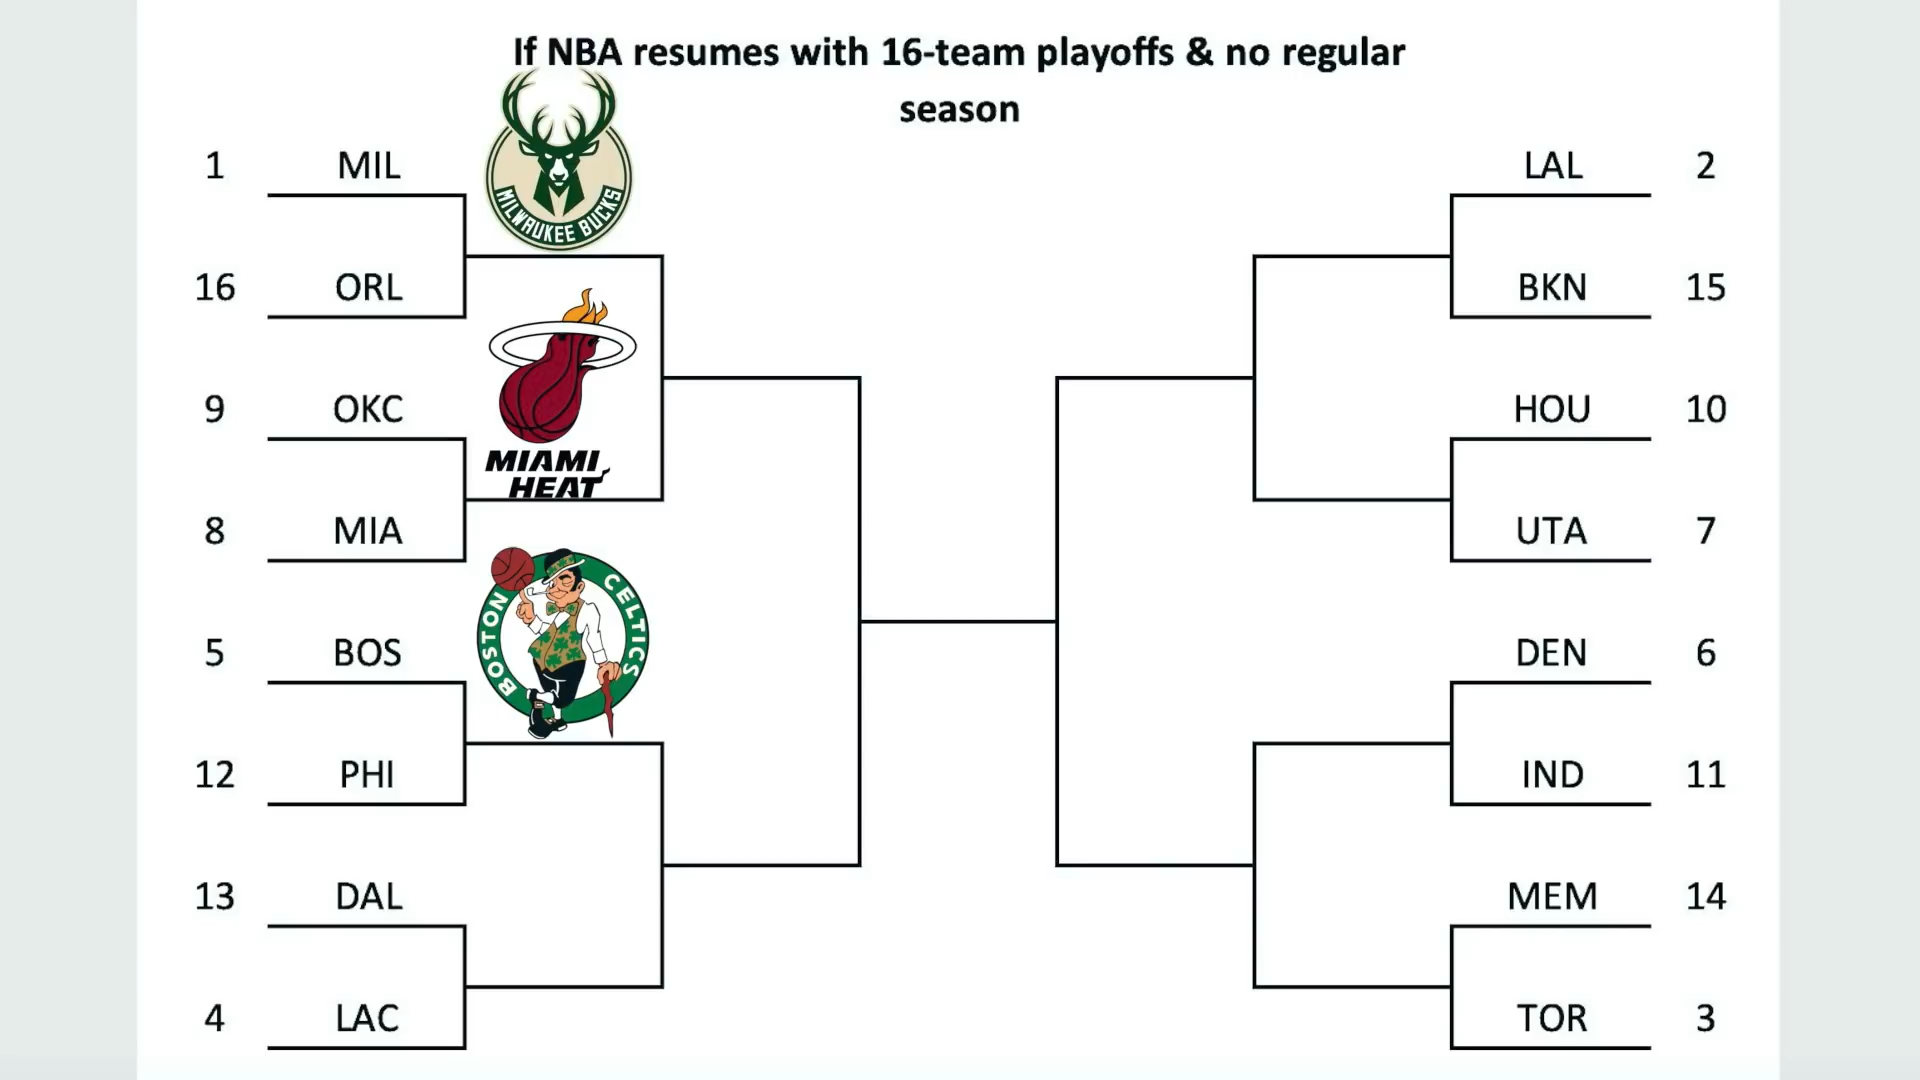 If NBA resumes with 16-team playoffs & no regular
season
1 MIL
MILWAUKEE BUCKS
16 ORL
9 OKC
MIAMI
HEAT
8 MIA
5 BOS
BOSTON CELTICS
12 PHI
13 DAL
4 LAC
LAL 2
BKN 15
HOU 10
UTA 7
DEN 6
IND 11
MEM 14
TOR 3